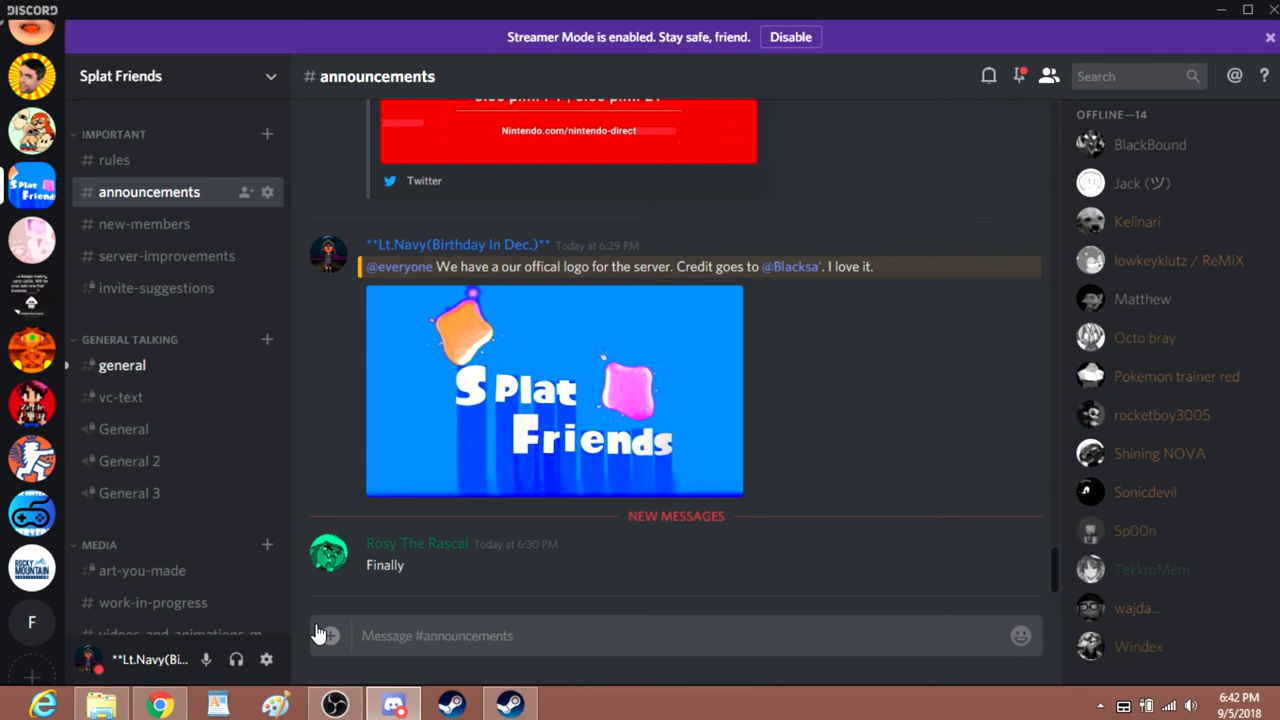 DISCORD
Streamer Mode is enabled. Stay safe, friend. Disable
Splat Friends
# announcements
Search
IMPORTANT
# rules
# announcements
# new-members
# server-improvements
# invite-suggestions
GENERAL TALKING
general
vc-text
General
General 2
General 3
MEDIA
# art-you-made
# work-in-progress
**Lt.Navy(Bi...
Nintendo.com/nintendo-direct
Twitter
**Lt.Navy(Birthday In Dec.)** Today at 6:29 PM
@everyone We have a our offical logo for the server. Credit goes to @Blacksa'. I love it.
S Plat
Friends
NEW MESSAGES
Rosy The Rascal Today at 6:30 PM
Finally
Message #announcements
OFFLINE—14
BlackBound
Jack (ツ)
Kelinari
lowkeyklutz / ReMiX
Matthew
Octo bray
Pokemon trainer red
rocketboy3005
Shining NOVA
Sonicdevil
Sp00n
TekkroMem
wajda...
Windex
S Plat
Friends
ROCKY
MOUNTAIN
F
6:42 PM
9/5/2018